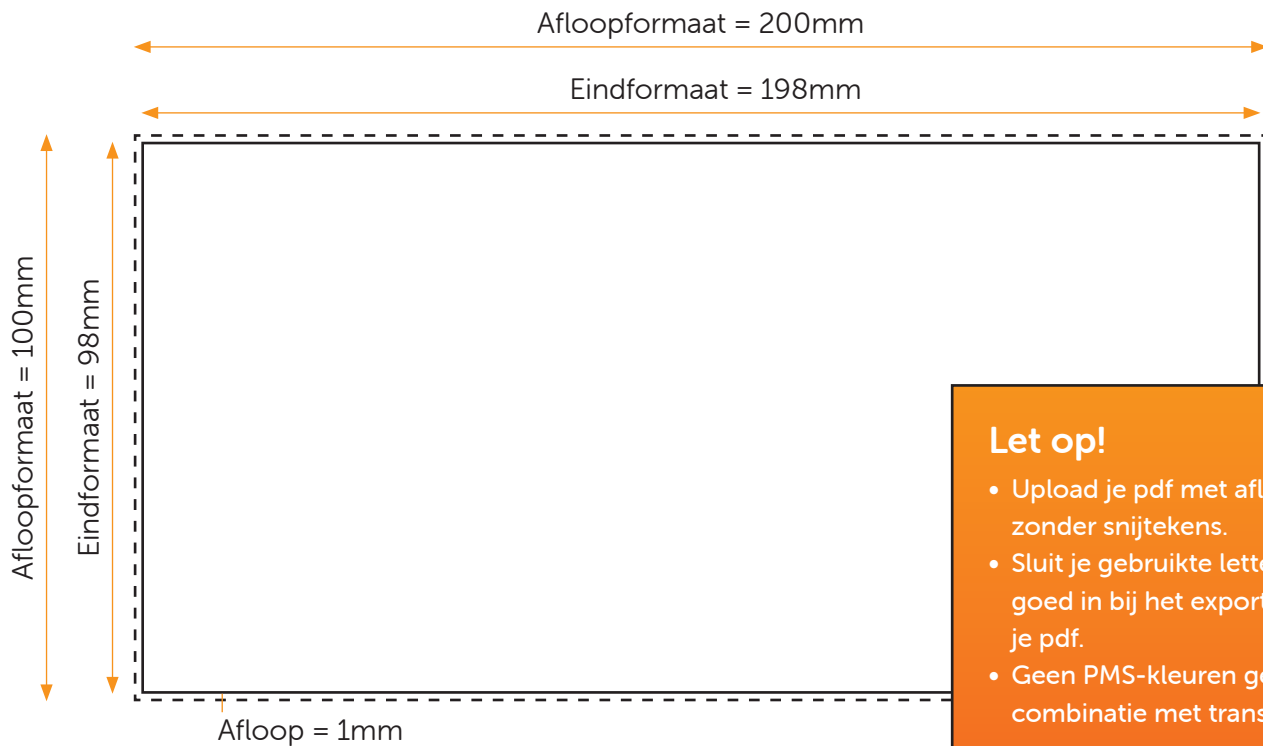 Afloopformaat = 200mm
Eindformaat = 198mm
Afloopformaat = 100mm
Eindformaat = 98mm
Let op!
• Upload je pdf met
zonder snijtekens.
• Sluit je gebruikte
goed in bij het
je pdf.
• Geen PMS-kleuren
combinatie met
Afloop = 1mm